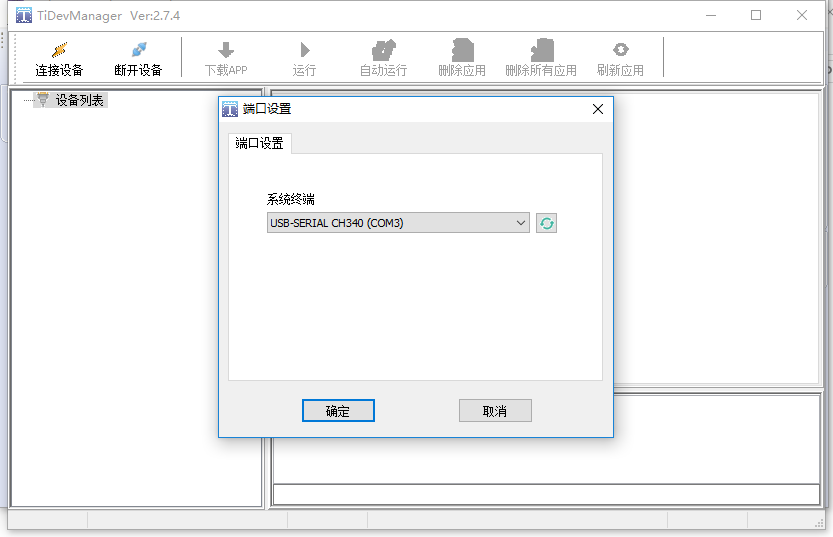 TiDevManager Ver:2.7.4
连接设备 断开设备 下载APP 运行 自动运行 删除应用 删除所有应用 刷新应用
设备列表
端口设置
端口设置
系统终端
USB-SERIAL CH340 (COM3)
确定 取消